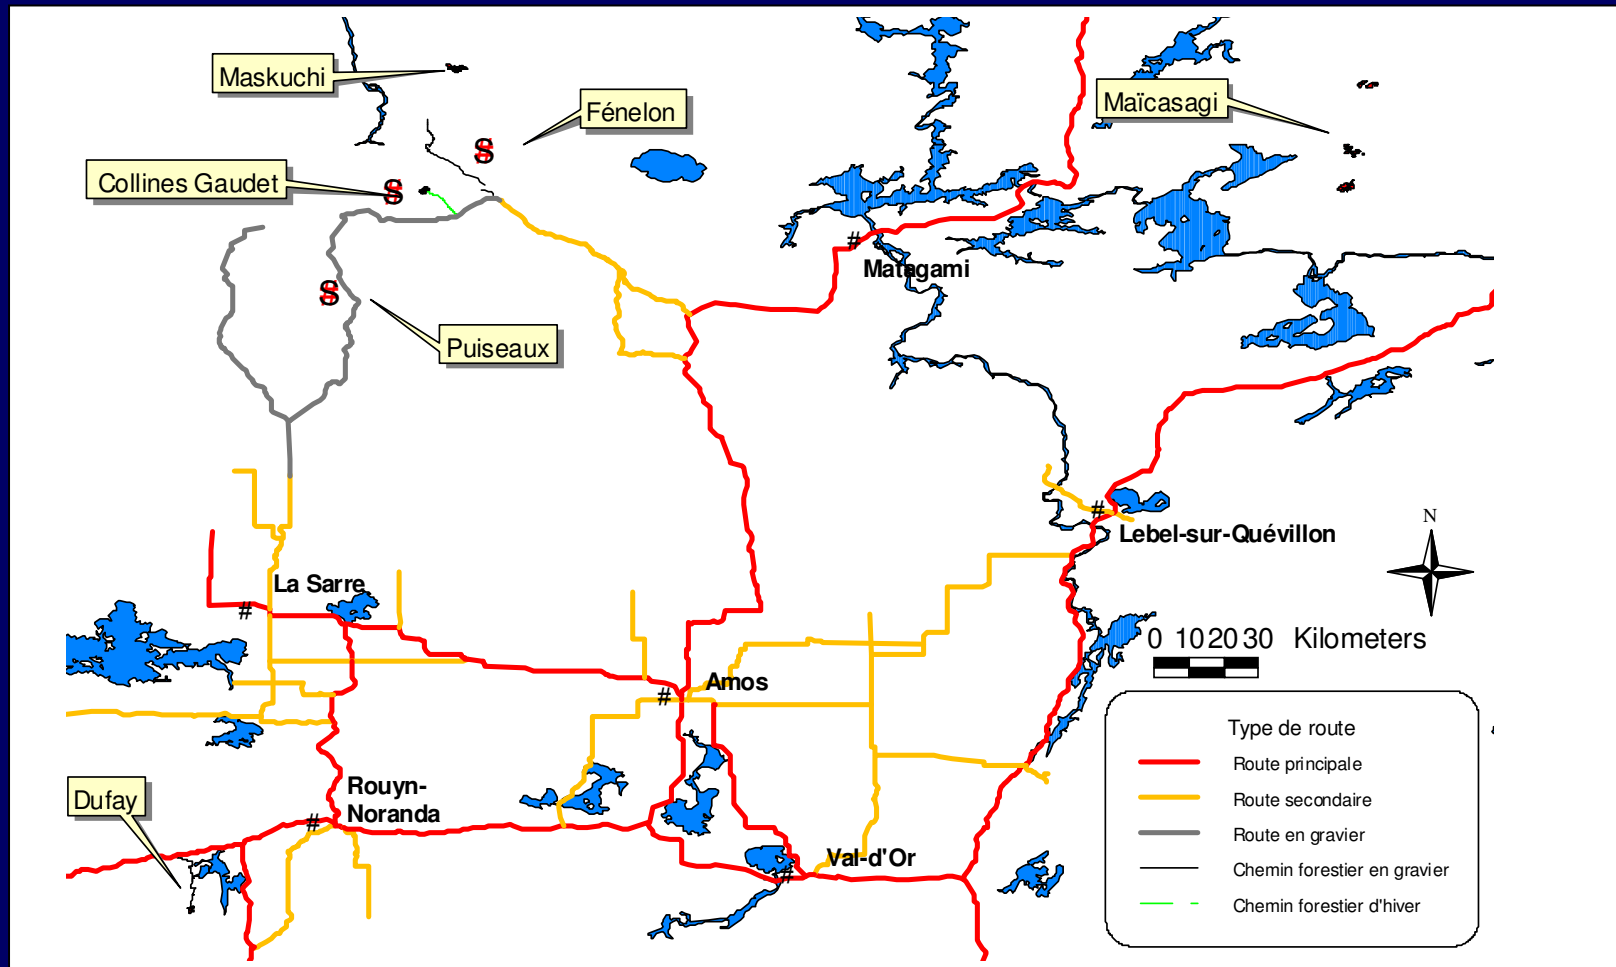 Maskuchi
Fénelon
Maïcasagi
Collines Gaudet
$
$
#
Matagami
$
Puiseaux
#
Lebel-sur-Quévillon
N
La Sarre
#
0 10 20 30 Kilometers
Amos
#
Type de route
Route principale
Dufay
Rouyn-
Noranda
Route secondaire
#
Route en gravier
Val-d'Or
#
Chemin forestier en gravier
Chemin forestier d'hiver